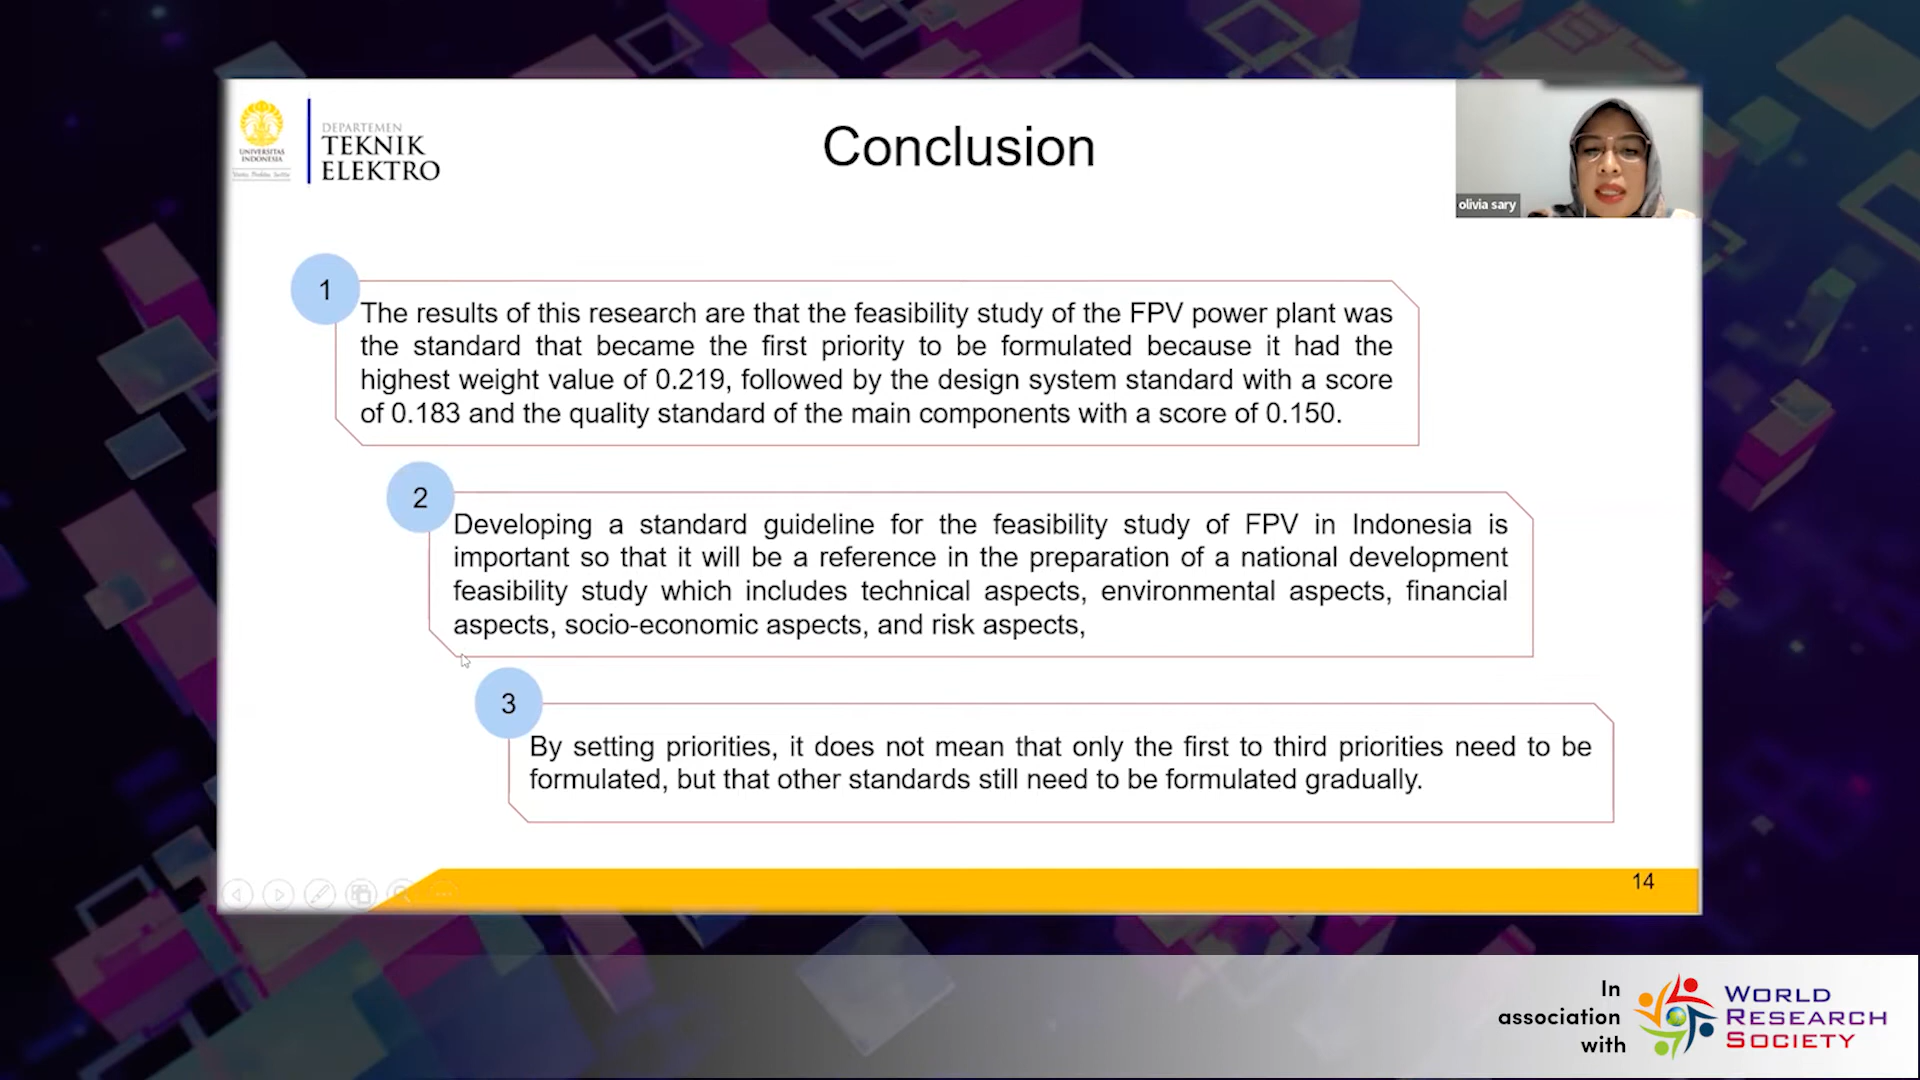 UNIVERSITAS
INDONESIA
DEPARTEMEN
TEKNIK
ELEKTRO
Conclusion
olivia sary
1
The results of this research are that the feasibility study of the FPV power plant was
the standard that became the first priority to be formulated because it had the
highest weight value of 0.219, followed by the design system standard with a score
of 0.183 and the quality standard of the main components with a score of 0.150.
2
Developing a standard guideline for the feasibility study of FPV in Indonesia is
important so that it will be a reference in the preparation of a national development
feasibility study which includes technical aspects, environmental aspects, financial
aspects, socio-economic aspects, and risk aspects,
3
By setting priorities, it does not mean that only the first to third priorities need to be
formulated, but that other standards still need to be formulated gradually.
14
In
association
with
WORLD
RESEARCH
SOCIETY